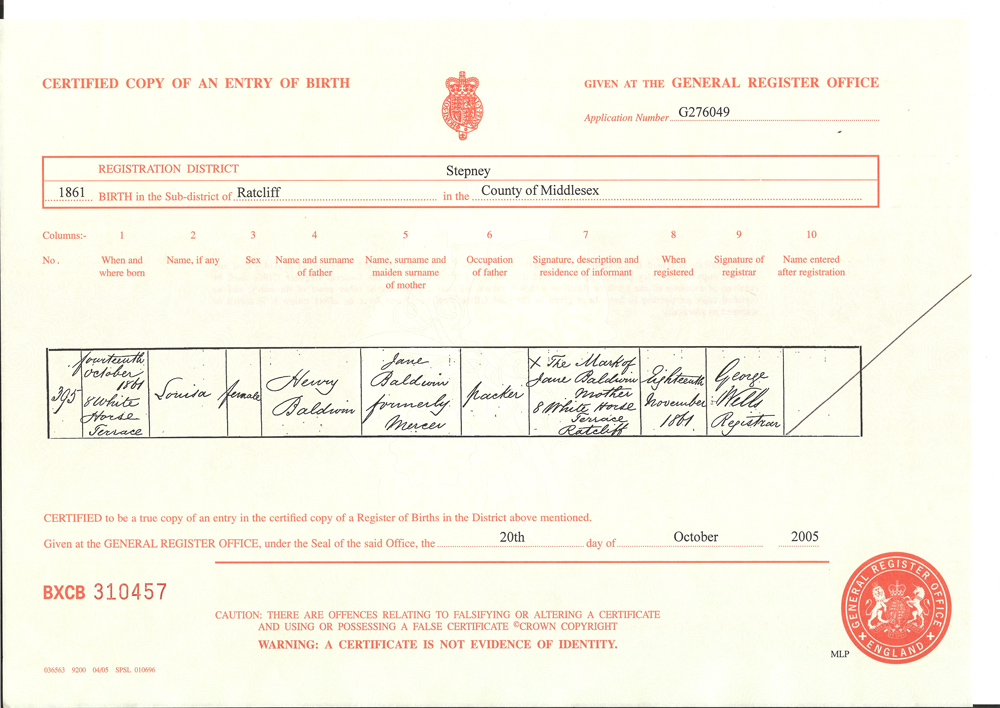 CERTIFIED COPY OF AN ENTRY OF BIRTH
GIVEN AT THE GENERAL REGISTER OFFICE
Application Number G276049
REGISTRATION DISTRICT Stepney
1861 BIRTH in the Sub-district of Ratcliff in the County of Middlesex
Columns:- 1 2 3 4 5 6 7 8 9 10
No. When and where born
Name, if any
Sex
Name and surname of father
Name, surname and maiden surname of mother
Occupation of father
Signature, description and residence of informant
When registered
Signature of registrar
Name entered after registration
395
fourteenth
October
1861
8 White
Horse
Terrace
Louisa
female
Henry
Baldwin
Jane
Baldwin
formerly
Mercer
Packer
X The Mark of
Jane Baldwin
Mother
8 White Horse
Terrace
Ratcliff
Eighteenth
November
1861
George
Wells
Registrar
CERTIFIED to be a true copy of an entry in the certified copy of a Register of Births in the District above mentioned.
Given at the GENERAL REGISTER OFFICE, under the Seal of the said Office, the 20th day of October 2005
BXCB 310457
CAUTION: THERE ARE OFFENCES RELATING TO FALSIFYING OR ALTERING A CERTIFICATE
AND USING OR POSSESSING A FALSE CERTIFICATE ©CROWN COPYRIGHT
WARNING: A CERTIFICATE IS NOT EVIDENCE OF IDENTITY.
GENERAL REGISTER OFFICE
ENGLAND
MLP
036563 9200 04/05 SPSL 010696